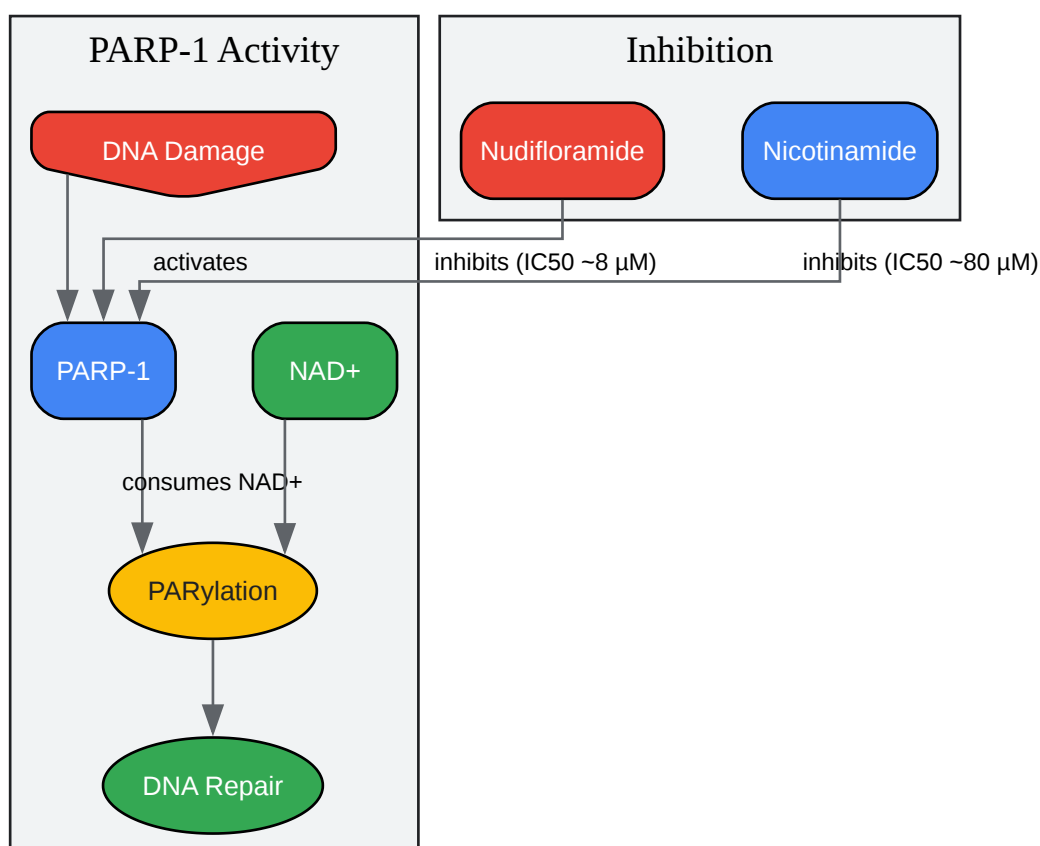 PARP-1 Activity
Inhibition
DNA Damage
Nudifloramide
Nicotinamide
activates
inhibits (IC50 ~8 µM)
inhibits (IC50 ~80 µM)
PARP-1
NAD+
consumes NAD+
PARylation
DNA Repair